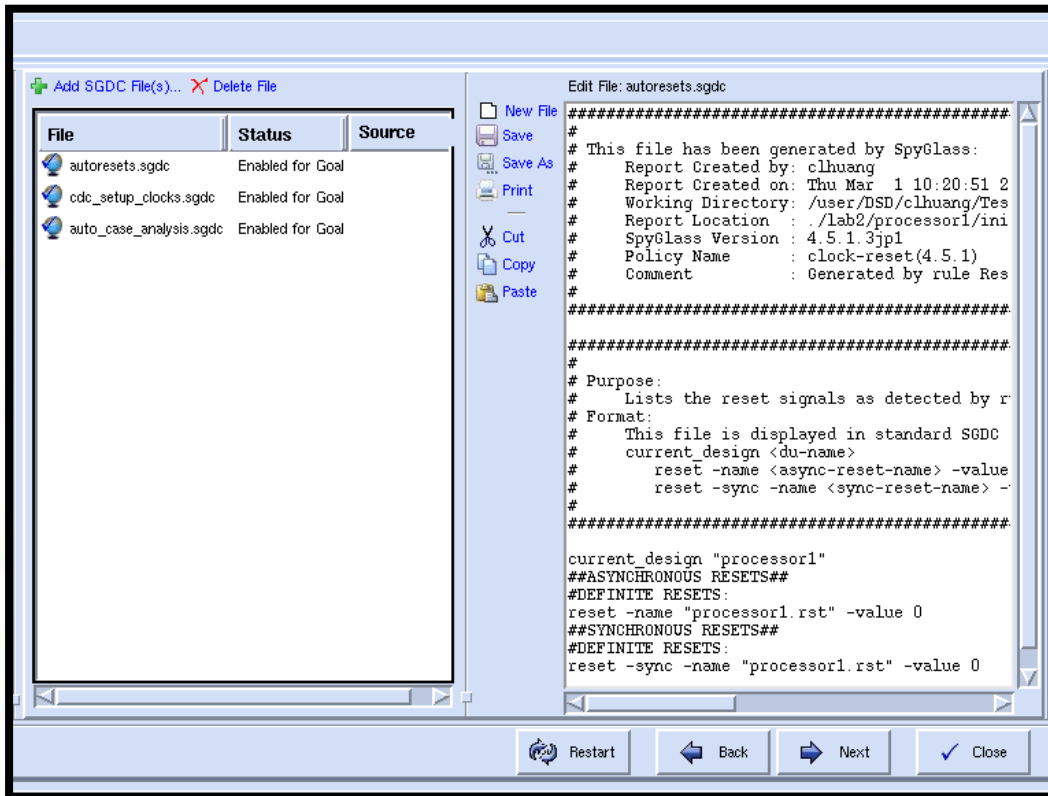 Add SGDC File(s)... Delete File
File Status Source
autoresets.sgdc Enabled for Goal
cdc_setup_clocks.sgdc Enabled for Goal
auto_case_analysis.sgdc Enabled for Goal
New File
Save
Save As
Print
Cut
Copy
Paste
Edit File: autoresets.sgdc
##################################################
#
# This file has been generated by SpyGlass:
#     Report Created by: clhuang
#     Report Created on: Thu Mar  1 10:20:51 2
#     Working Directory: /user/DSD/clhuang/Tes
#     Report Location  : ./lab2/processor1/ini
#     SpyGlass Version : 4.5.1.3jp1
#     Policy Name      : clock-reset(4.5.1)
#     Comment          : Generated by rule Res
#
##################################################
##################################################
#
# Purpose:
#     Lists the reset signals as detected by r
# Format:
#     This file is displayed in standard SGDC
#     current_design <du-name>
#        reset -name <async-reset-name> -value
#        reset -sync -name <sync-reset-name> -
#
##################################################
current_design "processor1"
##ASYNCHRONOUS RESETS##
#DEFINITE RESETS:
reset -name "processor1.rst" -value 0
##SYNCHRONOUS RESETS##
#DEFINITE RESETS:
reset -sync -name "processor1.rst" -value 0
Restart Back Next Close